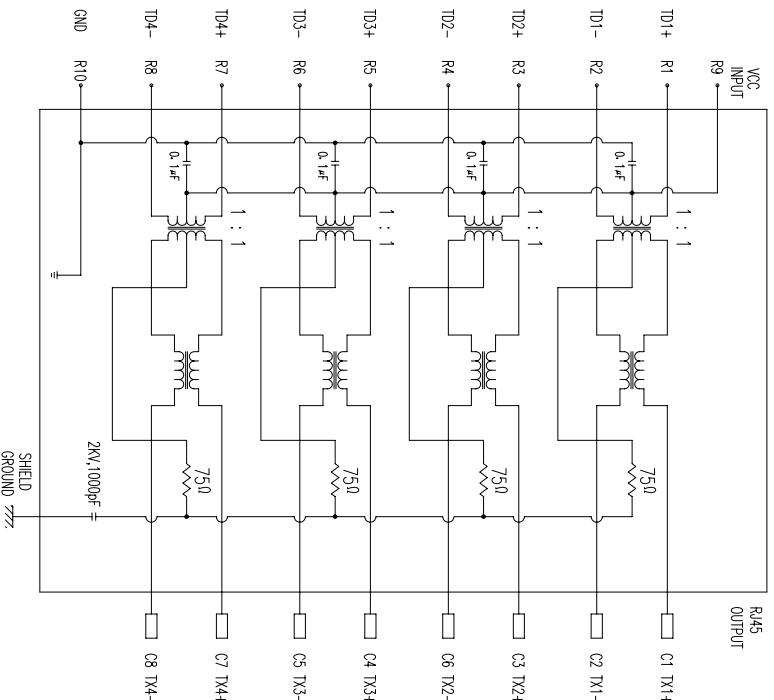 VCC
INPUT
R9
TD1+ R1
TD1- R2
TD2+ R3
TD2- R4
TD3+ R5
TD3- R6
TD4+ R7
TD4- R8
GND R10
0.1µF
0.1µF
0.1µF
0.1µF
1 : 1
1 : 1
1 : 1
1 : 1
75Ω
75Ω
75Ω
75Ω
2KV,1000pF
SHIELD
GROUND
RJ45
OUTPUT
C1 TX1+
C2 TX1-
C3 TX2+
C6 TX2-
C4 TX3+
C5 TX3-
C7 TX4+
C8 TX4-